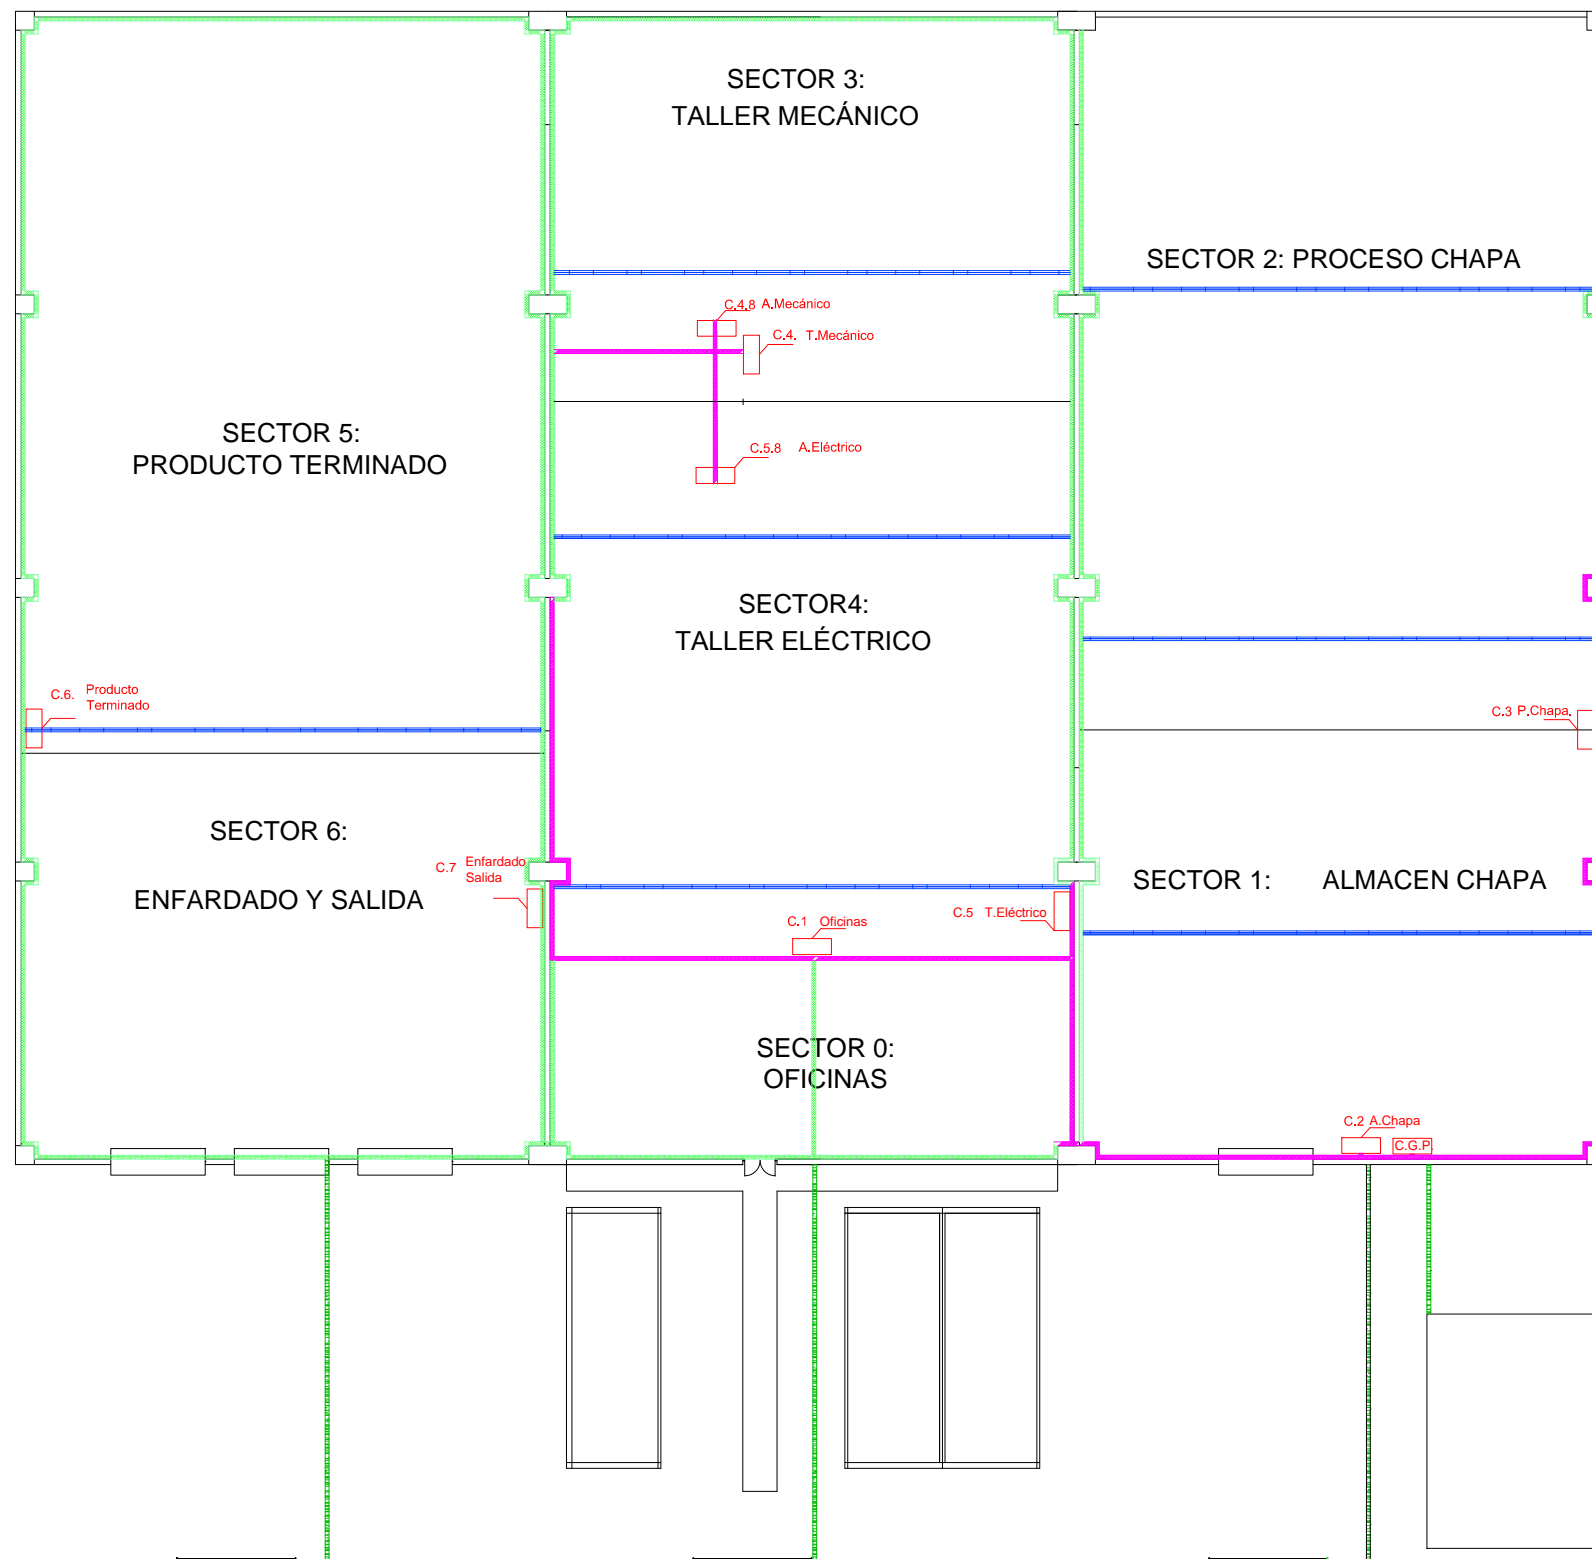 SECTOR 3:
TALLER MECÁNICO
SECTOR 2: PROCESO CHAPA
C.4.8 A.Mecánico
C.4. T.Mecánico
SECTOR 5:
PRODUCTO TERMINADO
C.5.8 A.Eléctrico
SECTOR4:
TALLER ELÉCTRICO
C.6. Producto
Terminado
C.3 P.Chapa.
SECTOR 6:
ENFARDADO Y SALIDA
C.7 Enfardado
Salida
SECTOR 1: ALMACEN CHAPA
C.1 Oficinas
C.5 T.Eléctrico
SECTOR 0:
OFICINAS
C.2 A.Chapa
C.G.P.